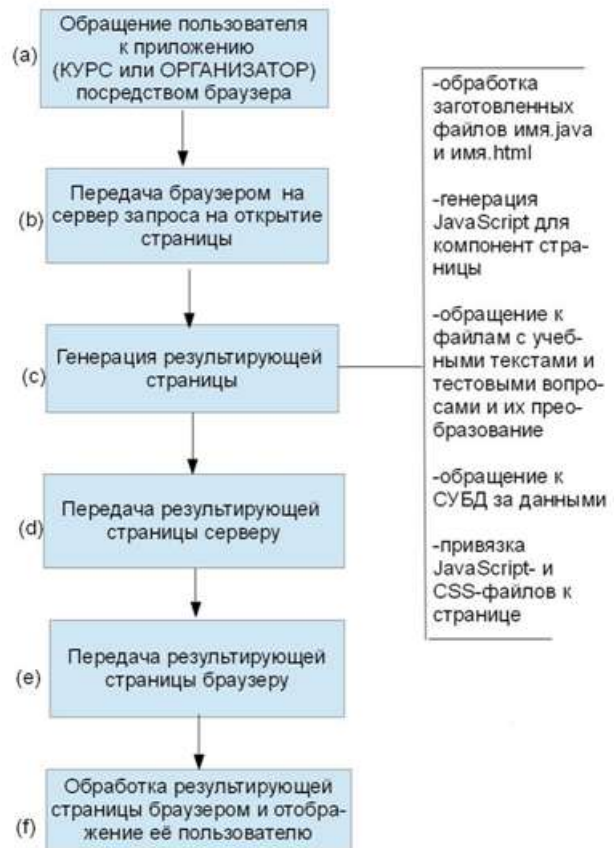 (a)
Обращение пользователя
к приложению
(КУРС или ОРГАНИЗАТОР)
посредством браузера
(b)
Передача браузером на
сервер запроса на открытие
страницы
(c)
Генерация результирующей
страницы
-обработка
заготовленных
файлов имя.java
и имя.html
-генерация
JavaScript для
компонент стра-
ницы
-обращение к
файлам с учеб-
ными текстами и
тестовыми вопро-
сами и их прео-
бразование
-обращение к
СУБД за данными
-привязка
JavaScript- и
CSS-файлов к
странице
(d)
Передача результирующей
страницы серверу
(e)
Передача результирующей
страницы браузеру
(f)
Обработка результирующей
страницы браузером и отобра-
жение её пользователю